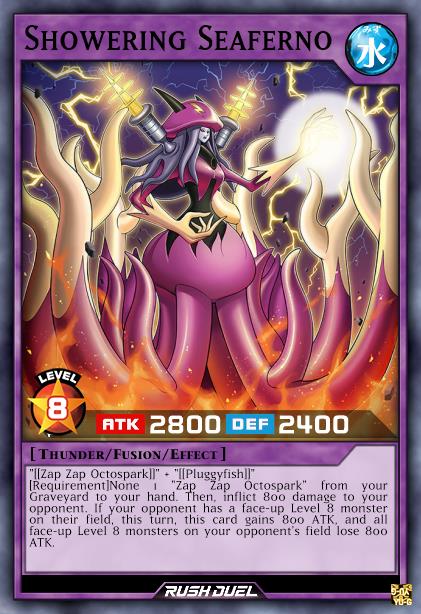 SHOWERING SEAFERNO
みず
水
LEVEL
8
ATK 2800 DEF 2400
[ THUNDER/FUSION/EFFECT ]
"[[Zap Zap Octospark]]" + "[[Pluggyfish]]"
[Requirement]None 1 "Zap Zap Octospark" from your
Graveyard to your hand. Then, inflict 800 damage to your
opponent. If your opponent has a face-up Level 8 monster
on their field, this turn, this card gains 800 ATK, and all
face-up Level 8 monsters on your opponent's field lose 800
ATK.
RUSH DUEL